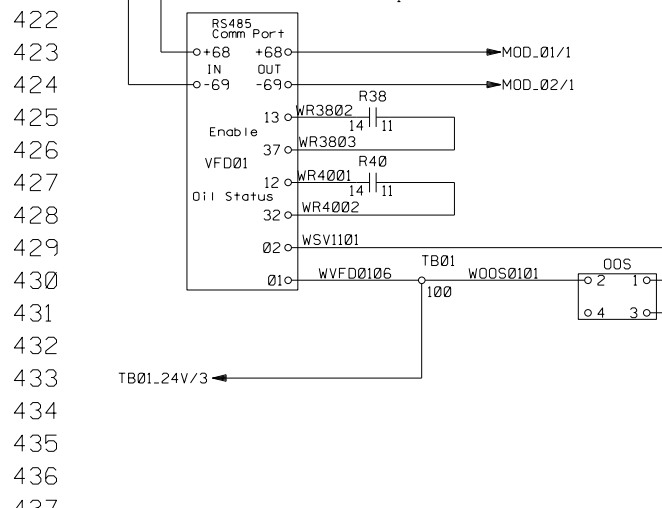 422
RS485
Comm Port
423 +68 +68 MOD_01/1
IN OUT
424 -69 -69 MOD_02/1
R38
425 13 WR3802 14 11
Enable
426 37 WR3803
VFD01 R40
427 12 WR4001 14 11
Oil Status
428 32 WR4002
429 02 WSV1101
TB01 OOS
430 01 WVFD0106 WOOS0101 2 1
100
431 4 3
432
433 TB01_24V/3
434
435
436
437